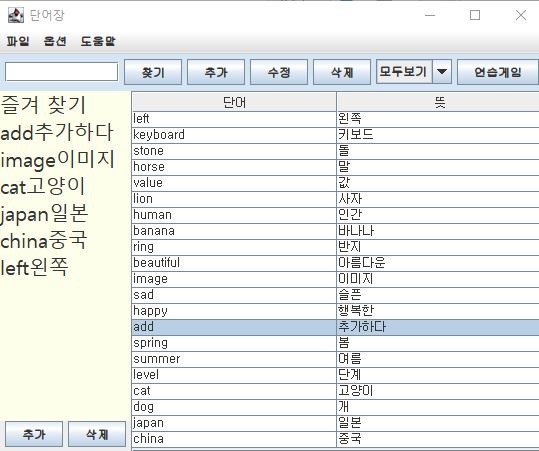 단어장
파일 옵션 도움말
찾기 추가 수정 삭제 모두보기 연습게임
즐겨 찾기
add추가하다
image이미지
cat고양이
japan일본
china중국
left왼쪽
추가 삭제
단어 뜻
left 왼쪽
keyboard 키보드
stone 돌
horse 말
value 값
lion 사자
human 인간
banana 바나나
ring 반지
beautiful 아름다운
image 이미지
sad 슬픈
happy 행복한
add 추가하다
spring 봄
summer 여름
level 단계
cat 고양이
dog 개
japan 일본
china 중국